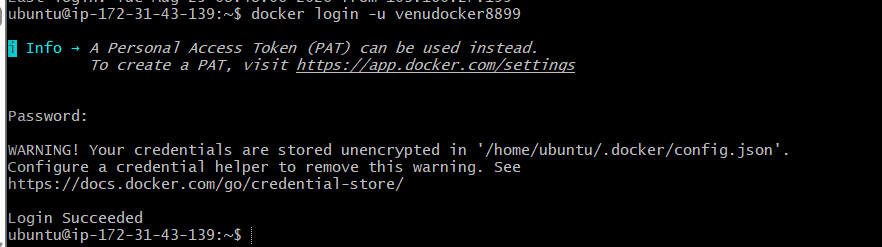 ubuntu@ip-172-31-43-139:~$ docker login -u venudocker8899
i Info → A Personal Access Token (PAT) can be used instead.
To create a PAT, visit https://app.docker.com/settings
Password:
WARNING! Your credentials are stored unencrypted in '/home/ubuntu/.docker/config.json'.
Configure a credential helper to remove this warning. See
https://docs.docker.com/go/credential-store/
Login Succeeded
ubuntu@ip-172-31-43-139:~$